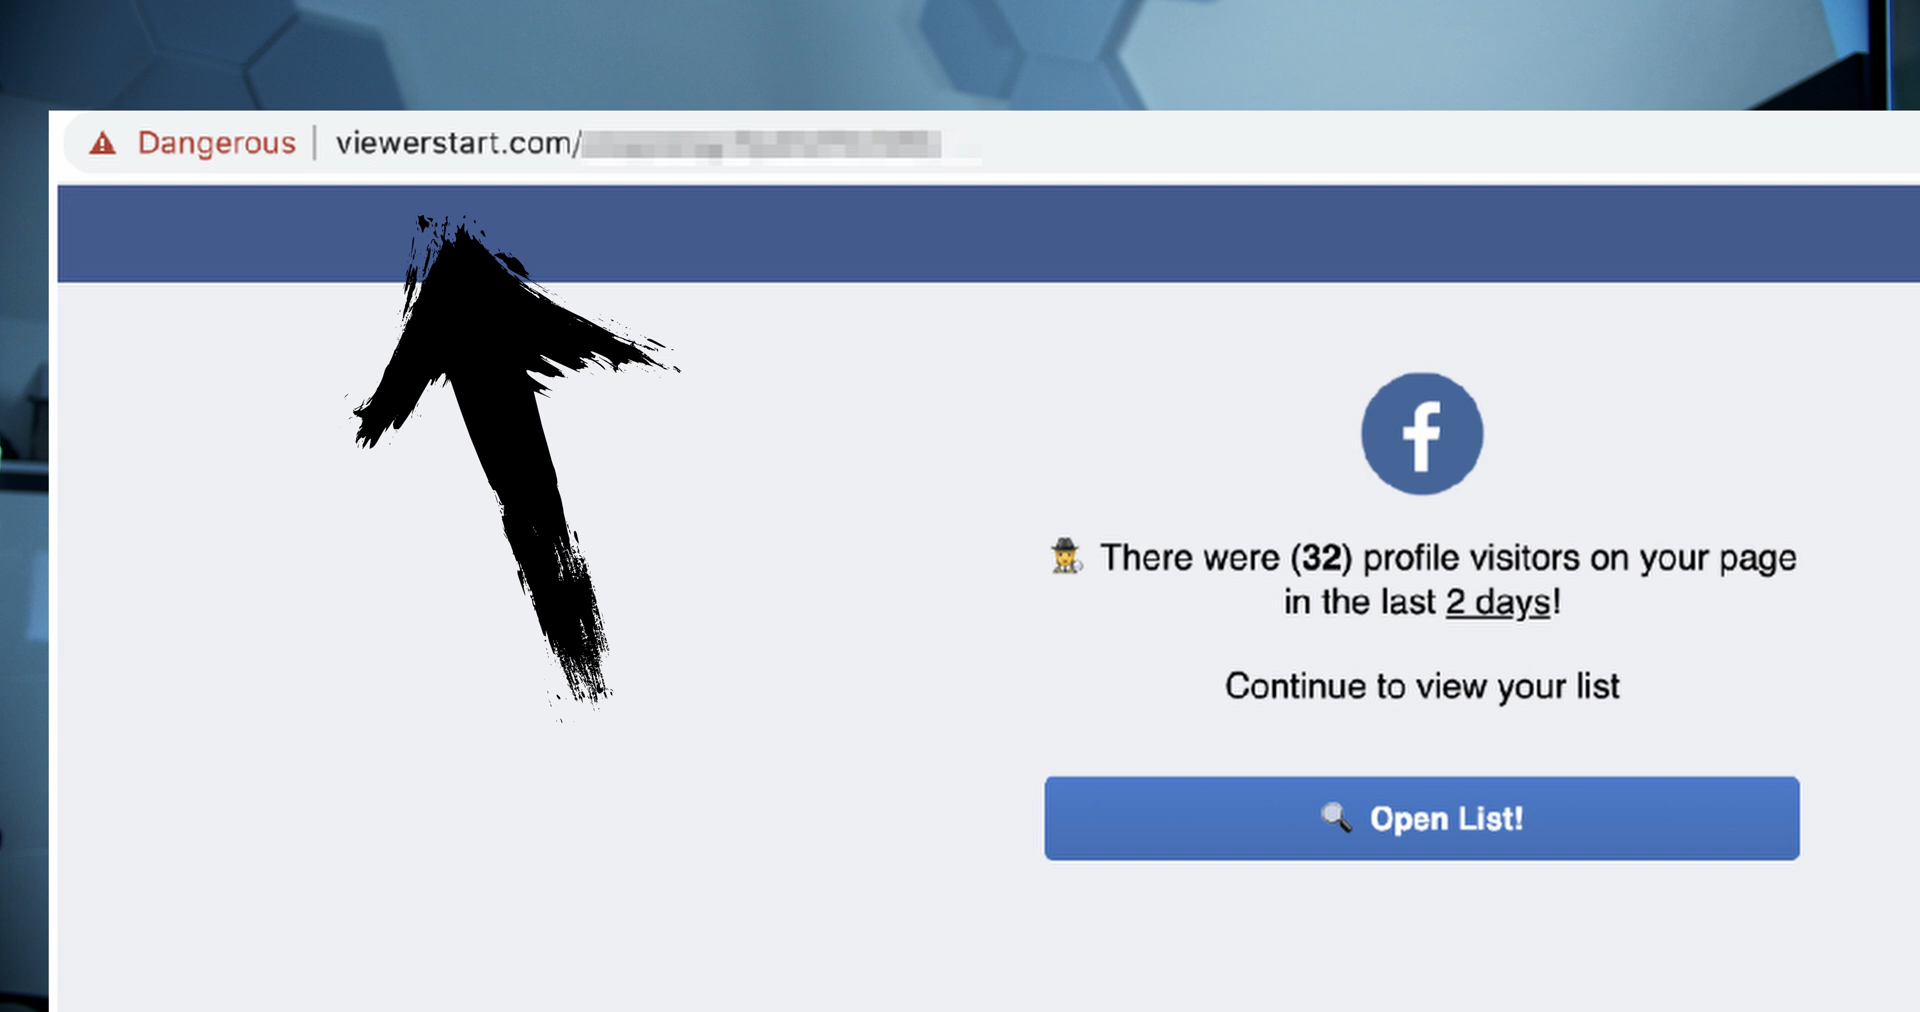 Dangerous | viewerstart.com/
f
There were (32) profile visitors on your page
in the last 2 days!
Continue to view your list
Open List!